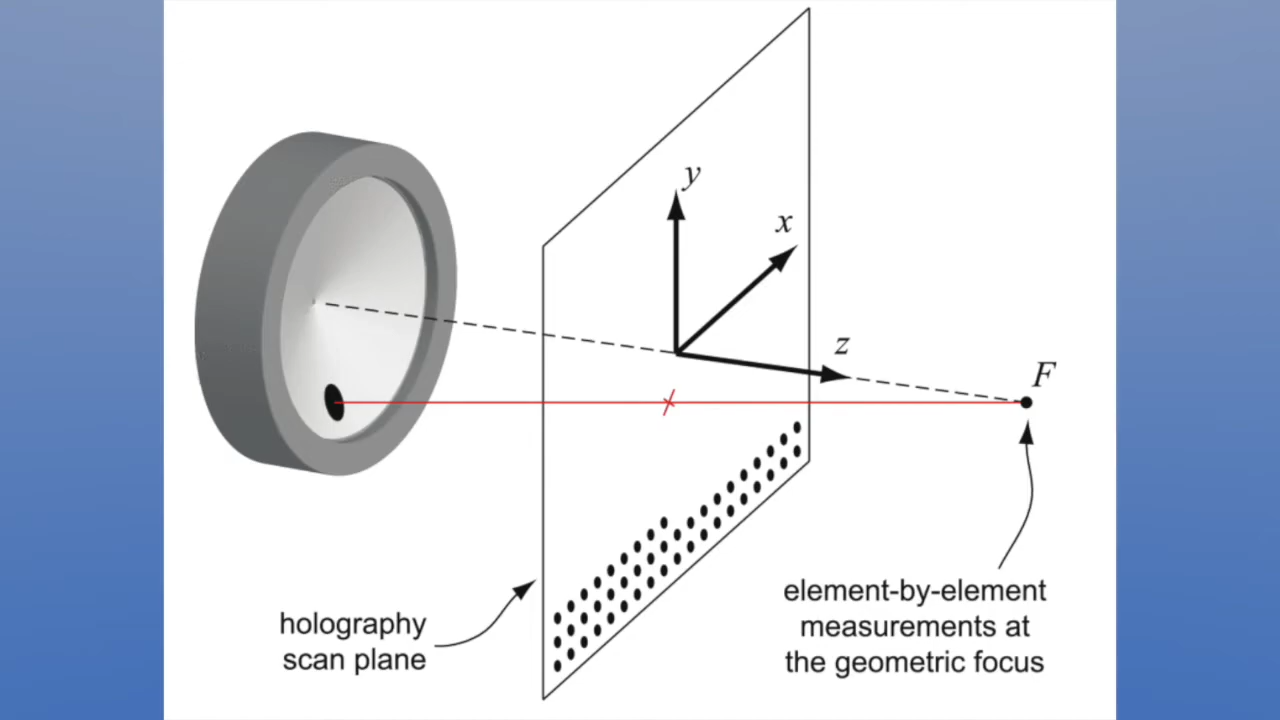 y
x
z
F
holography
scan plane
element-by-element
measurements at
the geometric focus